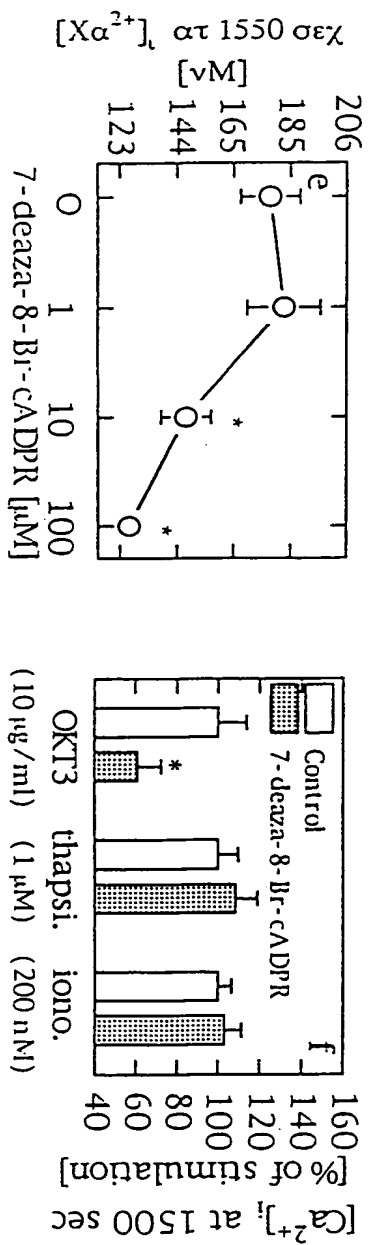 [Χα²⁺]ᵢ ατ 1550 σεχ
[νM]
206
185
165
144
123
e
*
*
0 1 10 100
7-deaza-8-Br-cADPR [μM]
Control
7-deaza-8-Br-cADPR
f
*
OKT3 thapsi. iono.
(10 μg/ml) (1 μM) (200 nM)
160
140
120
100
80
60
40
[% of stimulation]
[Ca²⁺]ᵢ at 1500 sec